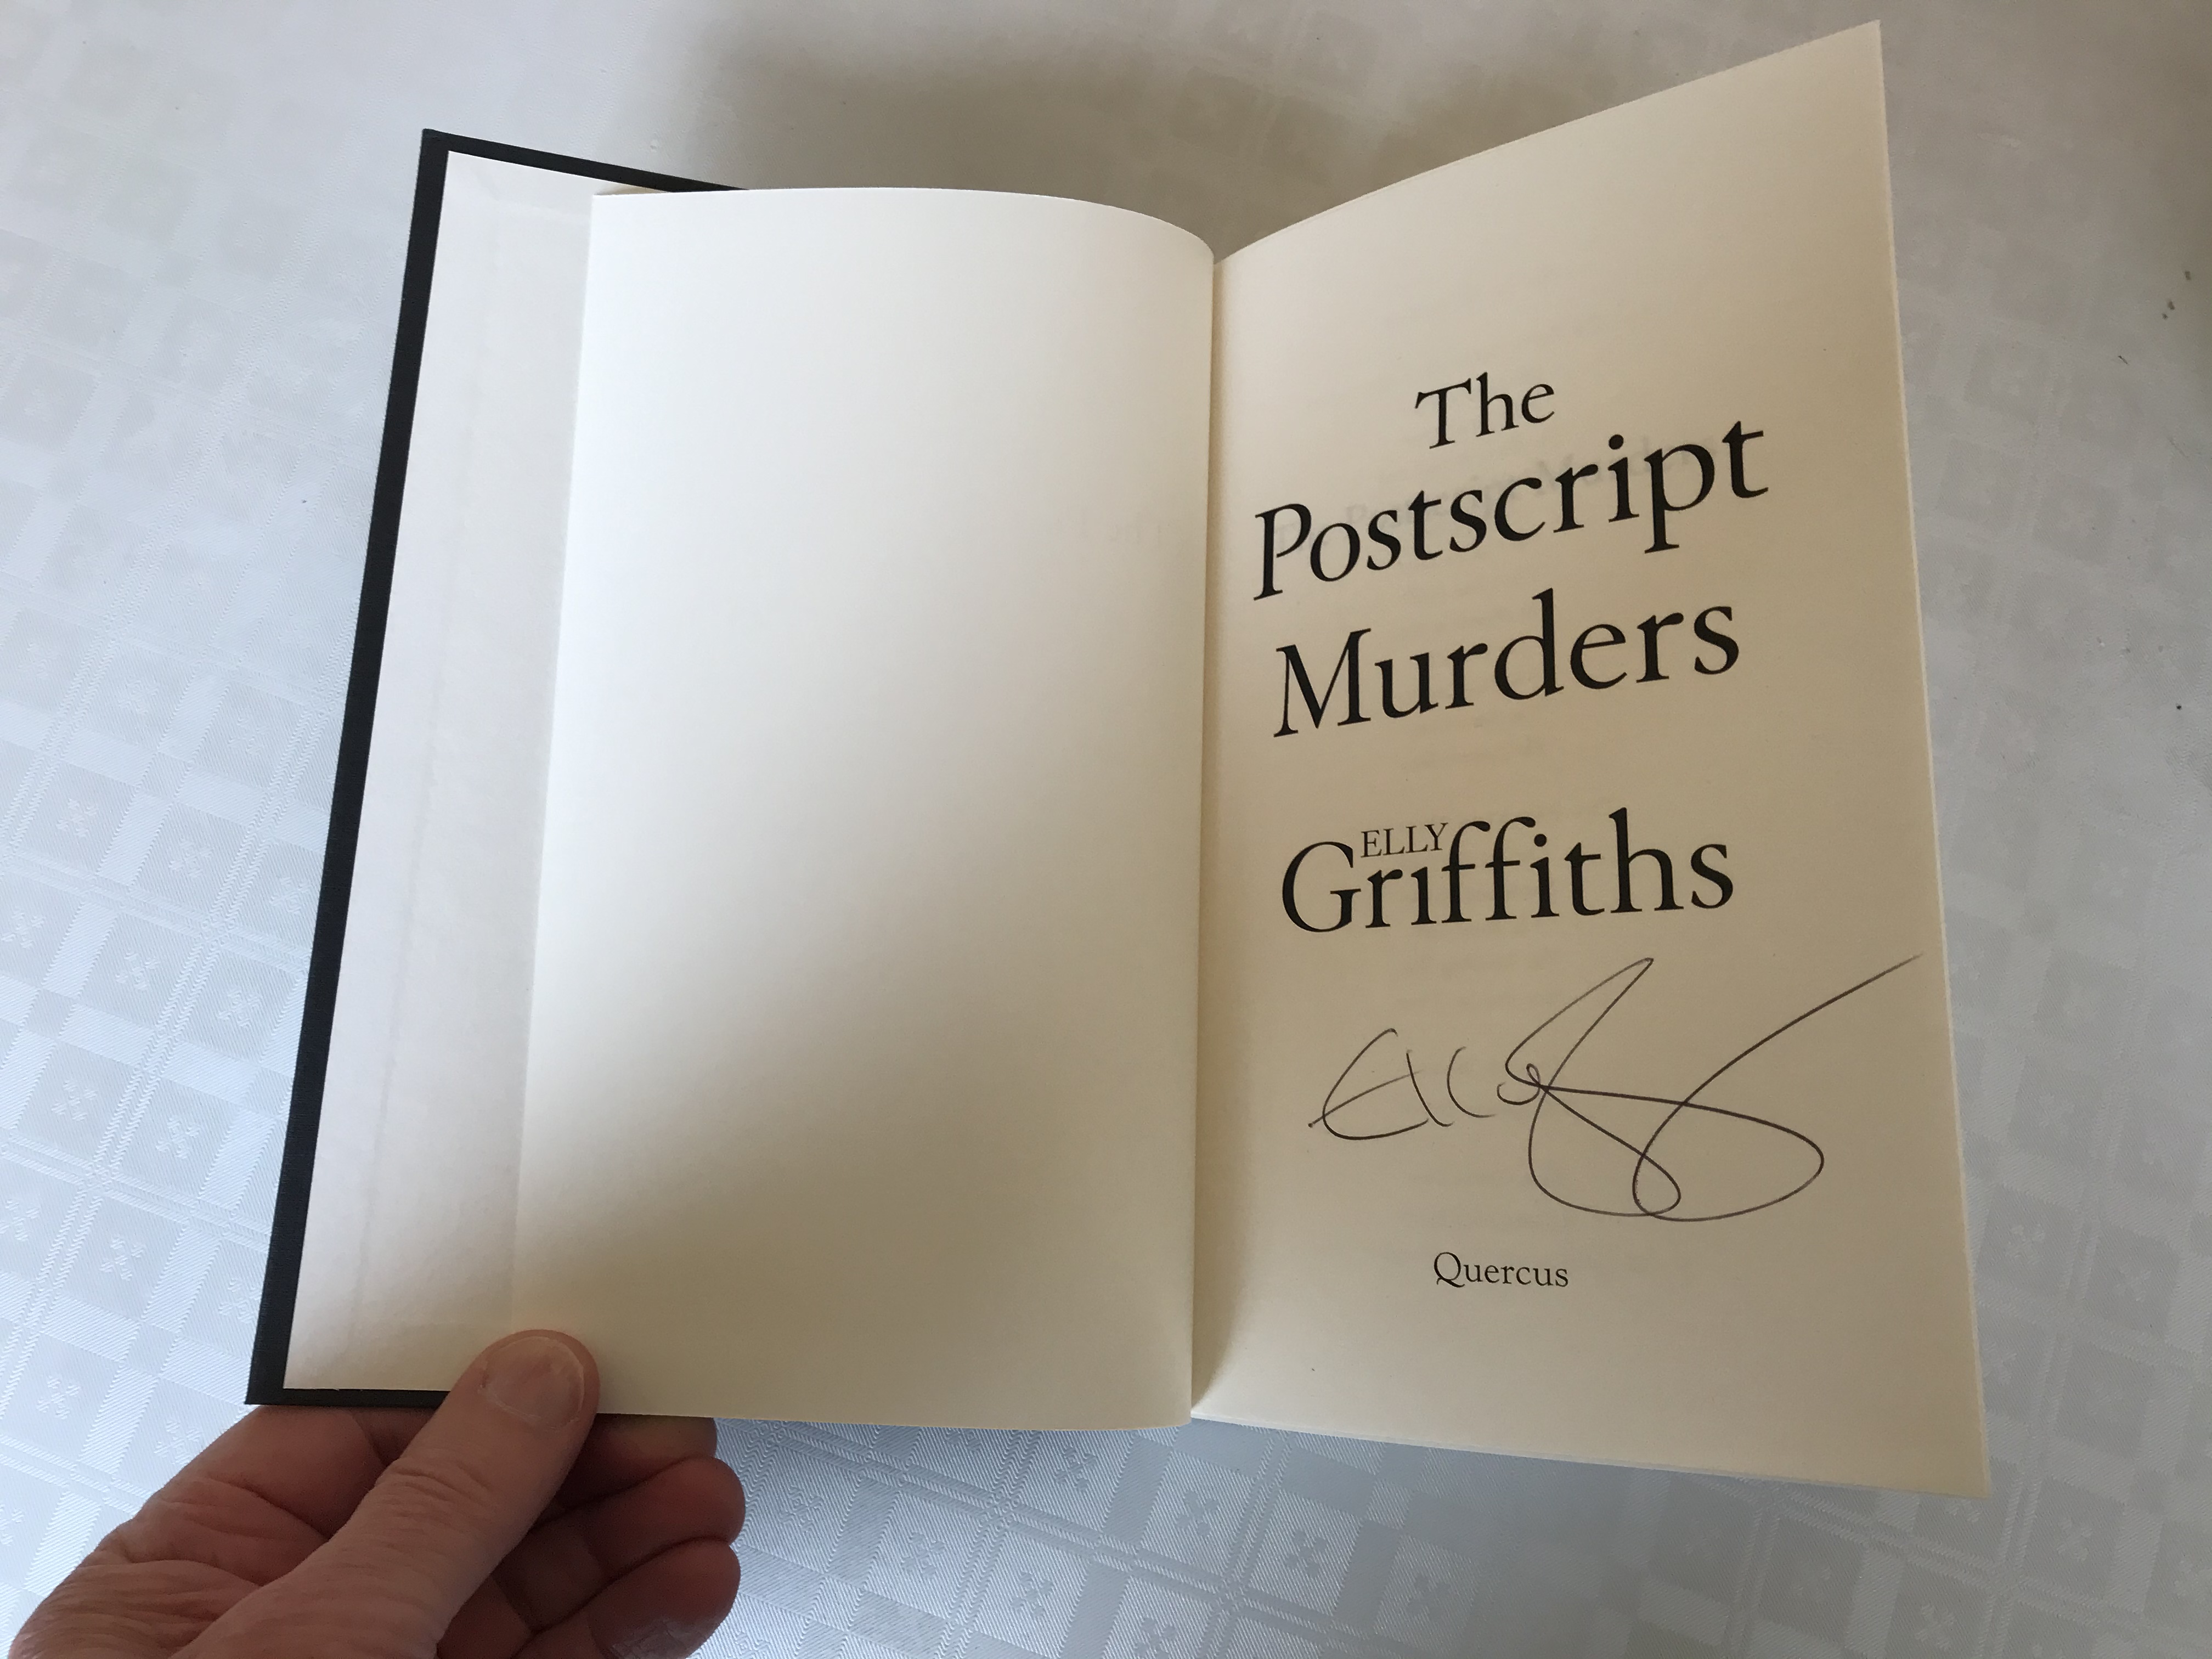 The
Postscript
Murders
ELLY
Griffiths
Quercus